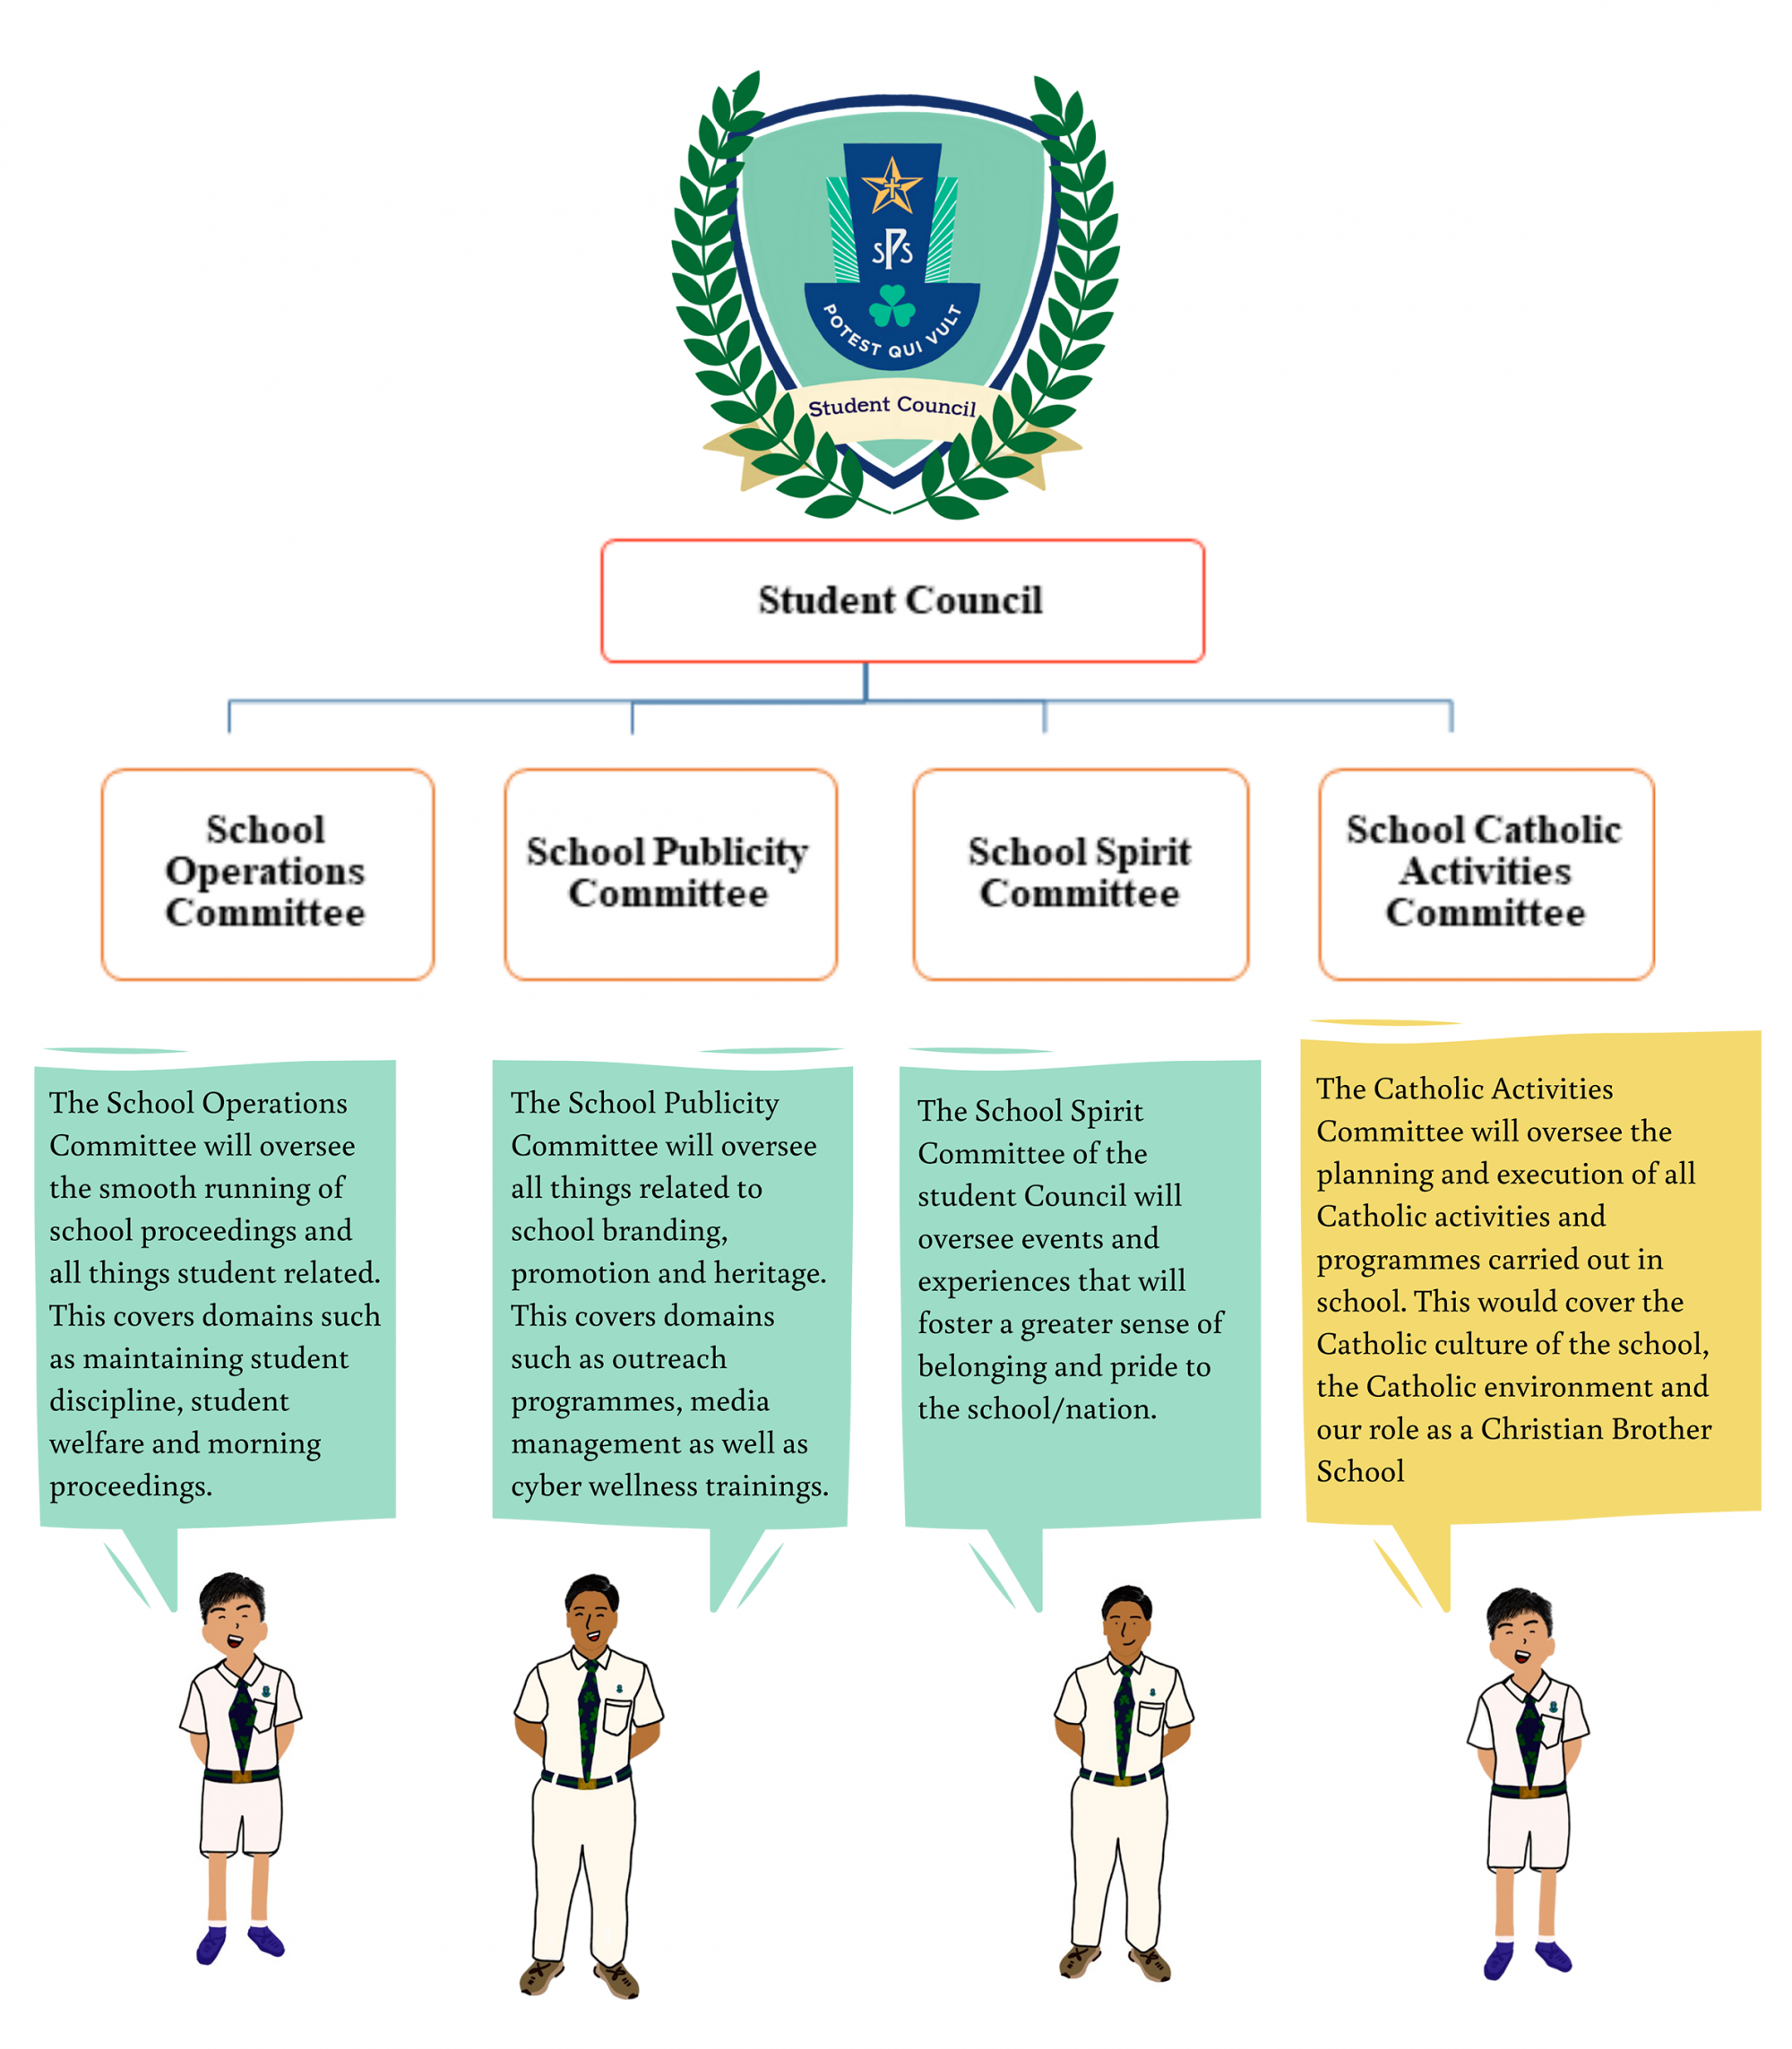 SPS
POTEST QUI VULT
Student Council
Student Council
School
Operations
Committee
School Publicity
Committee
School Spirit
Committee
School Catholic
Activities
Committee
The School Operations
Committee will oversee
the smooth running of
school proceedings and
all things student related.
This covers domains such
as maintaining student
discipline, student
welfare and morning
proceedings.
The School Publicity
Committee will oversee
all things related to
school branding,
promotion and heritage.
This covers domains
such as outreach
programmes, media
management as well as
cyber wellness trainings.
The School Spirit
Committee of the
student Council will
oversee events and
experiences that will
foster a greater sense of
belonging and pride to
the school/nation.
The Catholic Activities
Committee will oversee the
planning and execution of all
Catholic activities and
programmes carried out in
school. This would cover the
Catholic culture of the school,
the Catholic environment and
our role as a Christian Brother
School